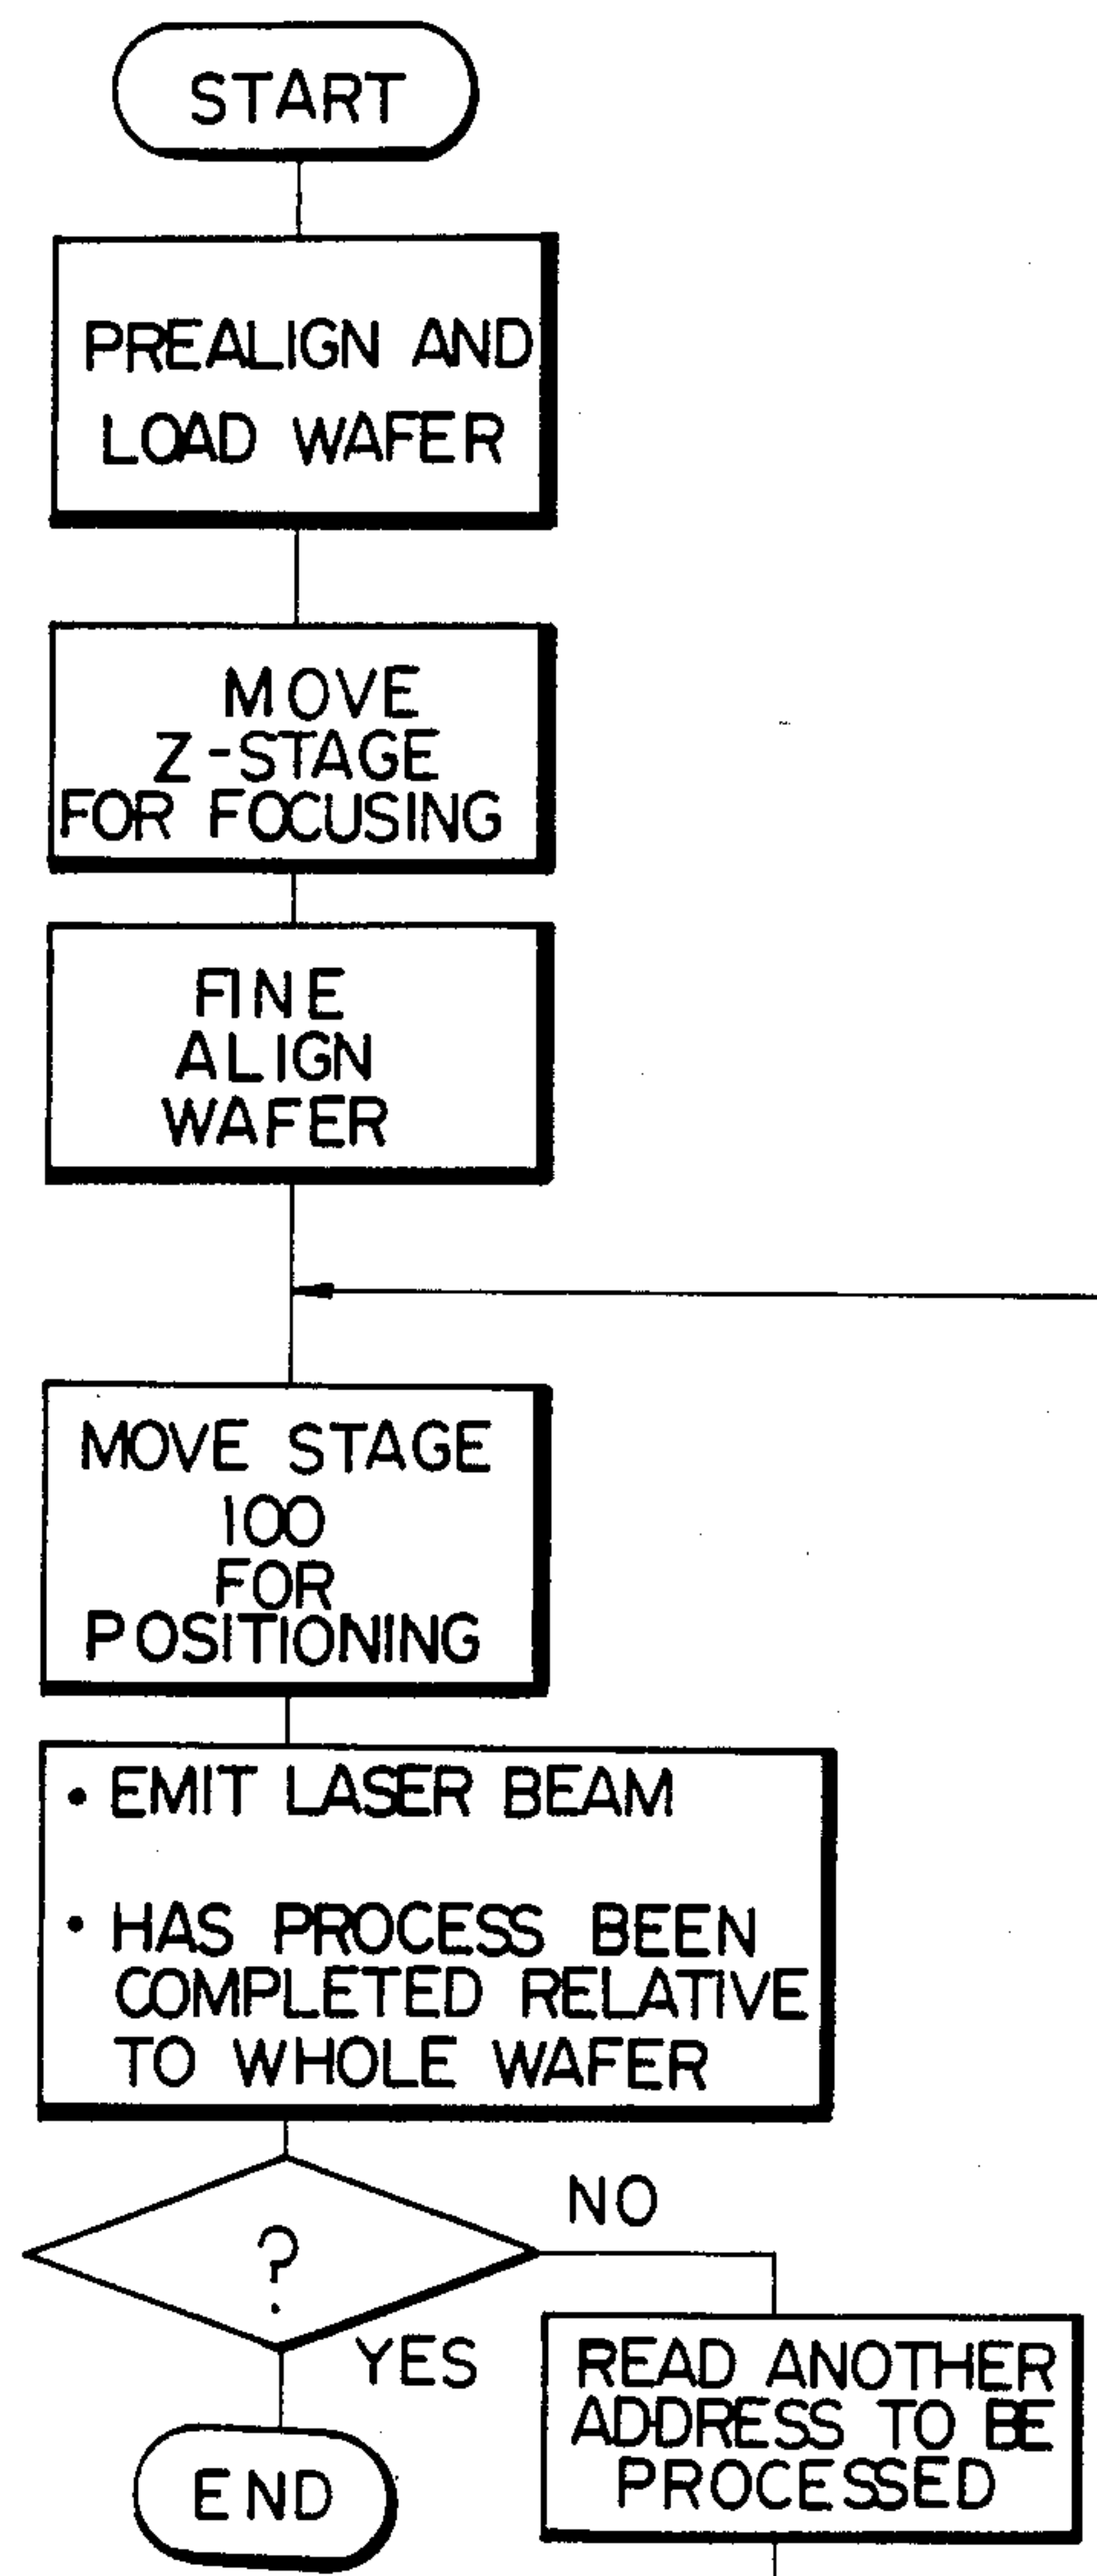 START
PREALIGN AND
LOAD WAFER
MOVE
Z-STAGE
FOR FOCUSING
FINE
ALIGN
WAFER
MOVE STAGE
100
FOR
POSITIONING
• EMIT LASER BEAM
• HAS PROCESS BEEN
COMPLETED RELATIVE
TO WHOLE WAFER
?
NO
YES
READ ANOTHER
ADDRESS TO BE
PROCESSED
END